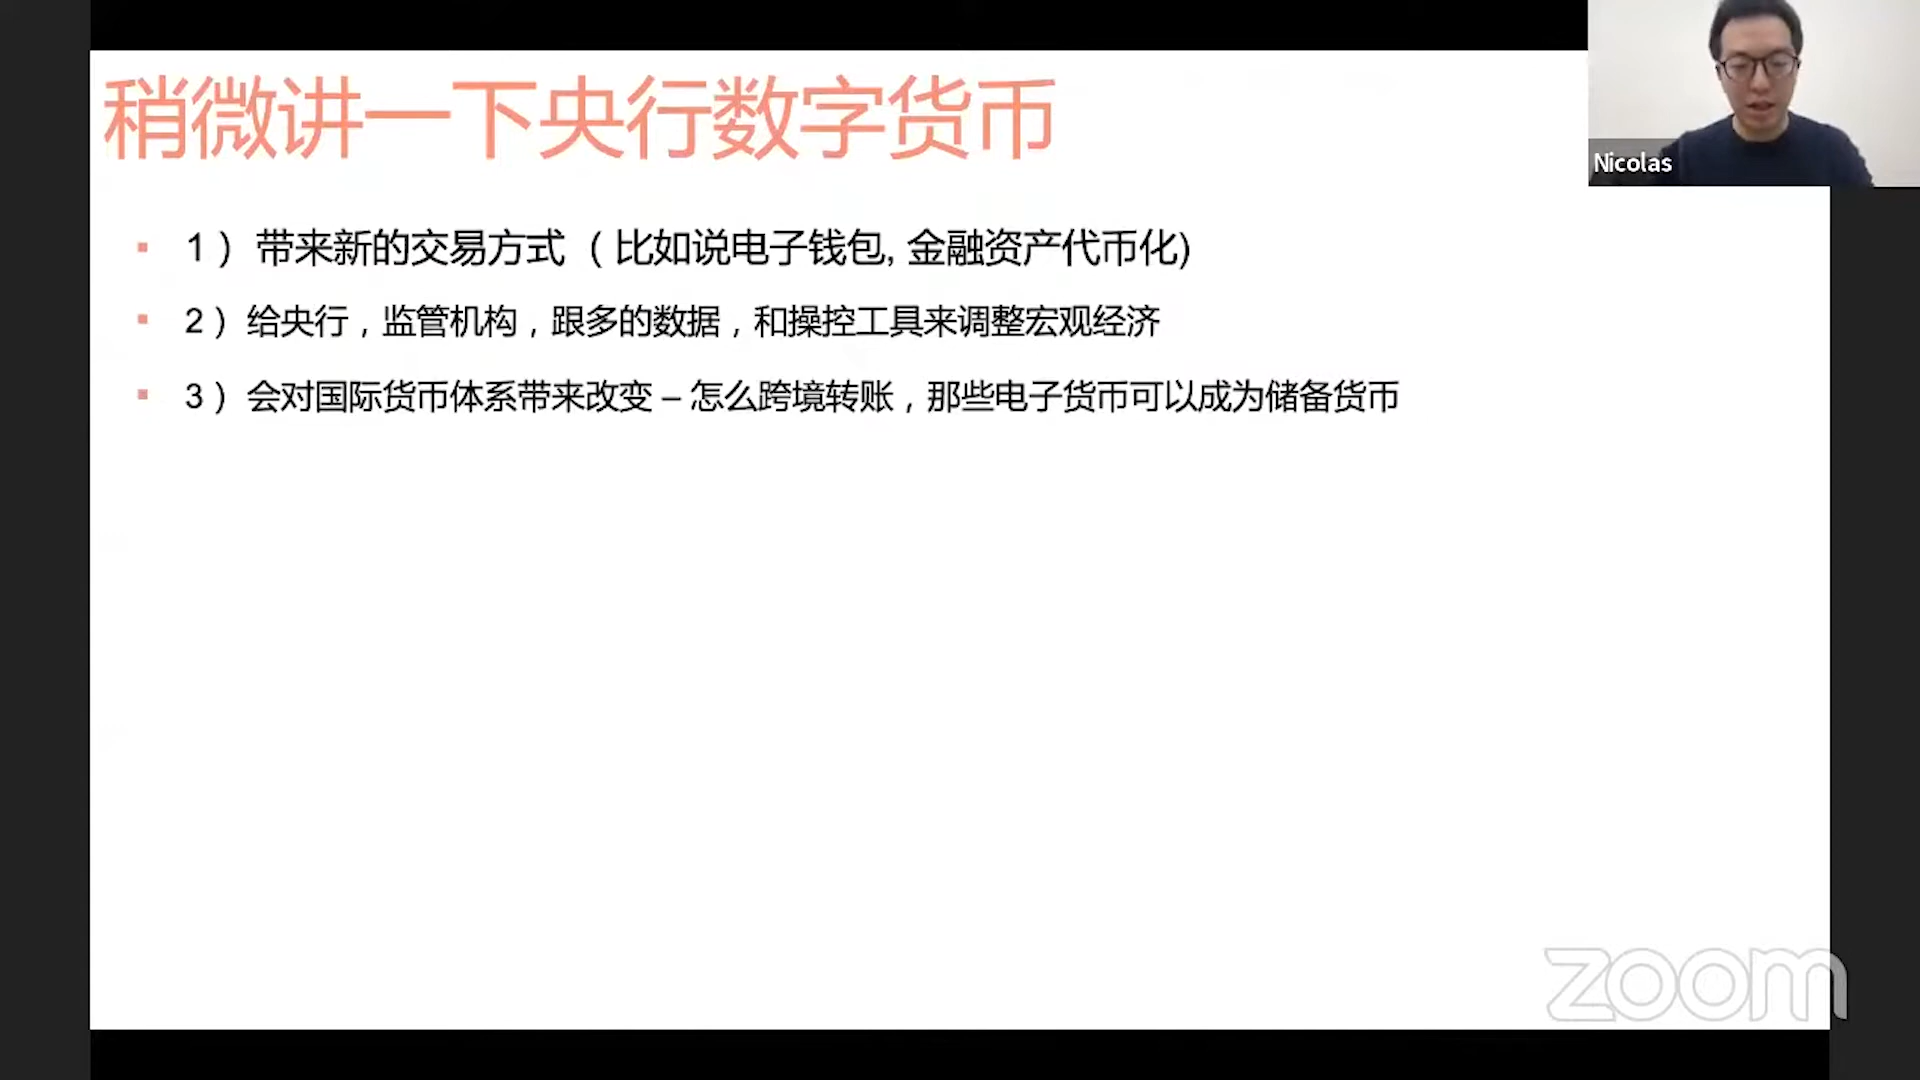 稍微讲一下央行数字货币
Nicolas
▪ 1） 带来新的交易方式 （比如说电子钱包, 金融资产代币化)
▪ 2） 给央行，监管机构，跟多的数据，和操控工具来调整宏观经济
▪ 3） 会对国际货币体系带来改变 – 怎么跨境转账，那些电子货币可以成为储备货币
zoom